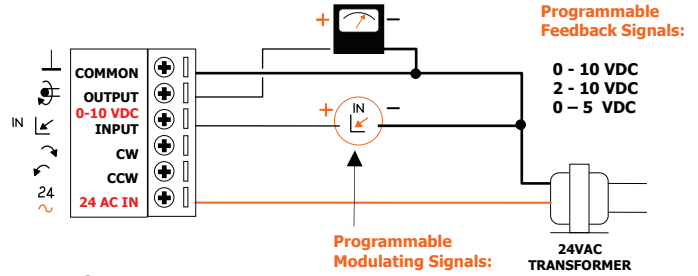 + −
Programmable
Feedback Signals:
0 - 10 VDC
2 - 10 VDC
0 – 5 VDC
COMMON
OUTPUT
0-10 VDC
IN
INPUT
+ IN −
CW
CCW
24
24 AC IN
Programmable
Modulating Signals:
24VAC
TRANSFORMER